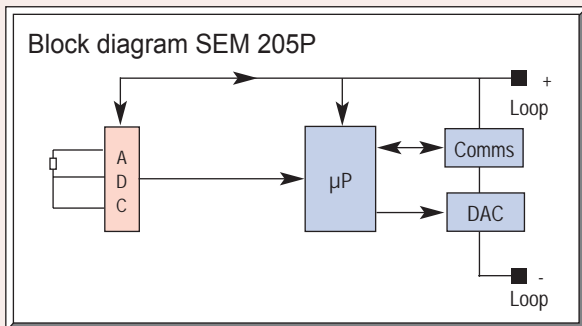 Block diagram SEM 205P
+
Loop
A
D
C
µP
Comms
DAC
-
Loop